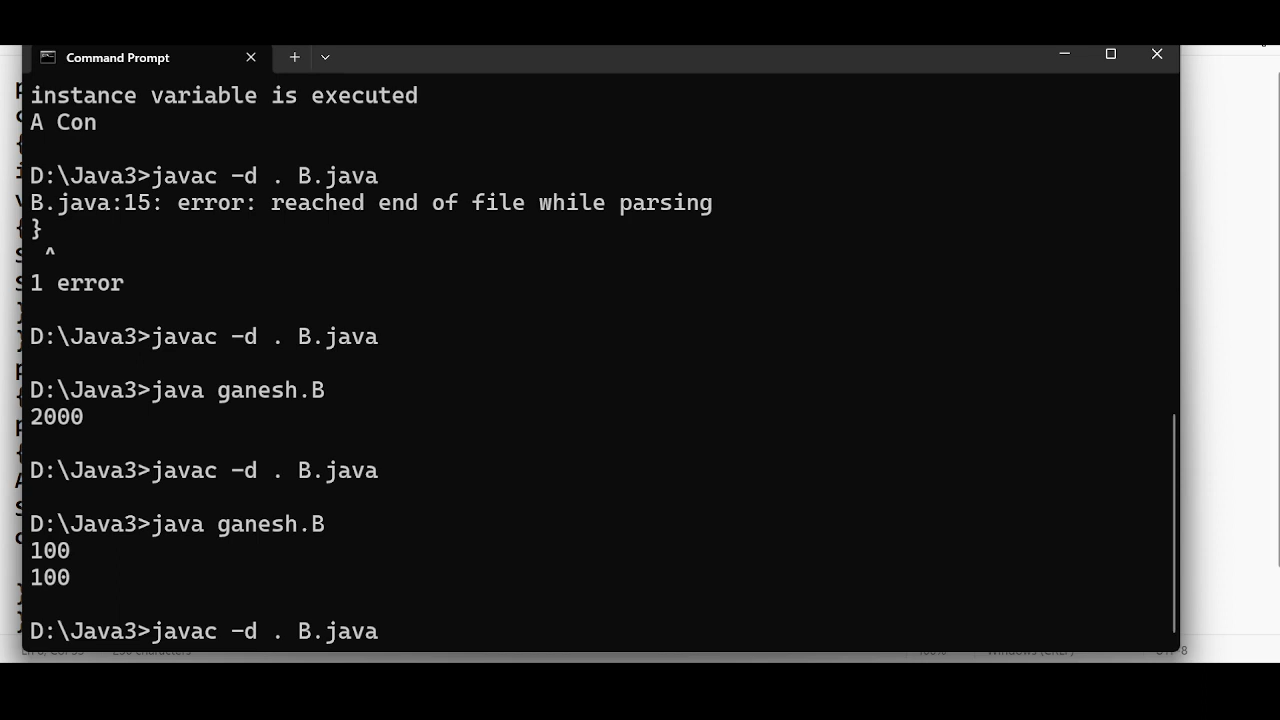 Command Prompt
instance variable is executed
A Con
D:\Java3>javac -d . B.java
B.java:15: error: reached end of file while parsing
}
^
1 error
D:\Java3>javac -d . B.java
D:\Java3>java ganesh.B
2000
D:\Java3>javac -d . B.java
D:\Java3>java ganesh.B
100
100
D:\Java3>javac -d . B.java